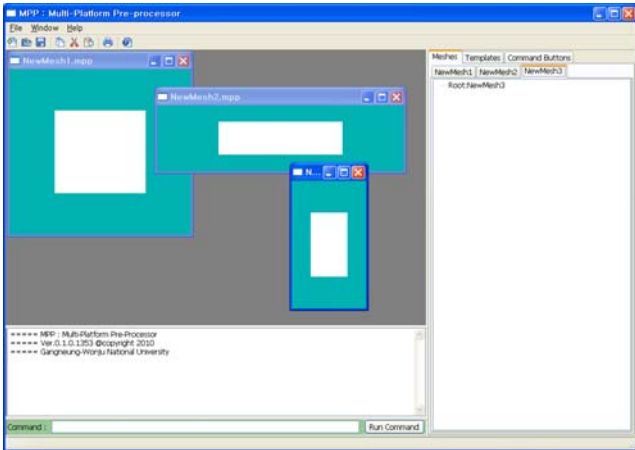 MPP : Multi-Platform Pre-processor
File Window Help
NewMesh1.mpp
NewMesh2.mpp
N...
Meshes Templates Command Buttons
NewMesh1 NewMesh2 NewMesh3
Root:NewMesh3
===== MPP : Multi-Platform Pre-Processor
===== Ver.0.1.0.1353 @copyright 2010
===== Gangneung-Wonju National University
Command : Run Command